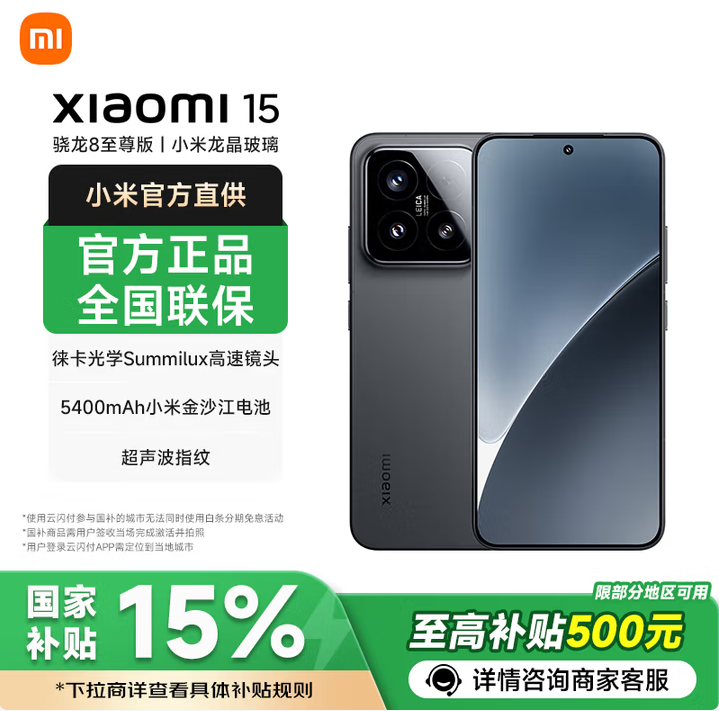 xiaomi 15
骁龙8至尊版 | 小米龙晶玻璃
小米官方直供
官方正品
全国联保
徕卡光学Summilux高速镜头
5400mAh小米金沙江电池
超声波指纹
*使用云闪付参与国补的城市无法同时使用白条分期免息活动
*国补商品需用户签收当场完成激活并拍照
*用户登录云闪付APP需定位到当地城市
LEICA
xiaomi
国家
补贴
15%
*下拉商详查看具体补贴规则
限部分地区可用
至高补贴500元
详情咨询商家客服